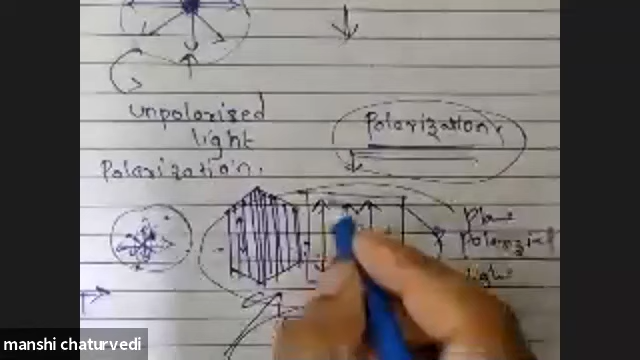 unpolarised
light
Polarization,
Polarization.
Plane
polarized
light
manshi chaturvedi